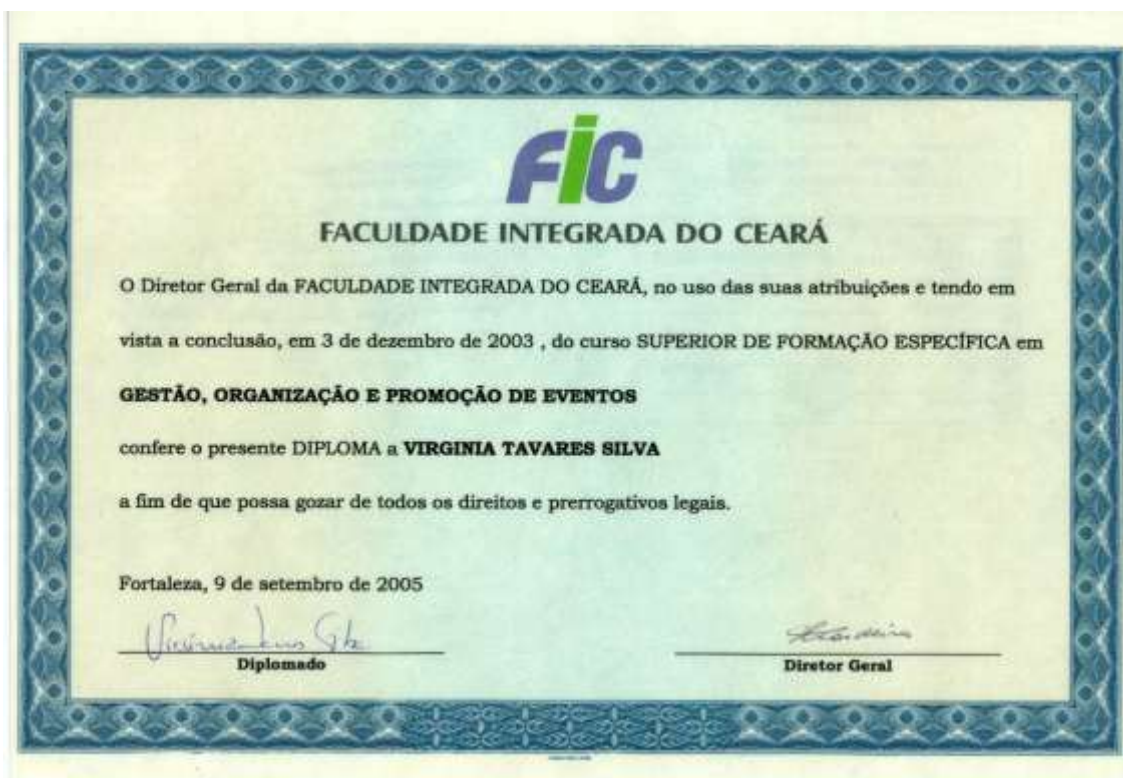 FIC
FACULDADE INTEGRADA DO CEARÁ
O Diretor Geral da FACULDADE INTEGRADA DO CEARÁ, no uso das suas atribuições e tendo em
vista a conclusão, em 3 de dezembro de 2003 , do curso SUPERIOR DE FORMAÇÃO ESPECÍFICA em
GESTÃO, ORGANIZAÇÃO E PROMOÇÃO DE EVENTOS
confere o presente DIPLOMA a VIRGINIA TAVARES SILVA
a fim de que possa gozar de todos os direitos e prerrogativos legais.
Fortaleza, 9 de setembro de 2005
Diplomado
Diretor Geral